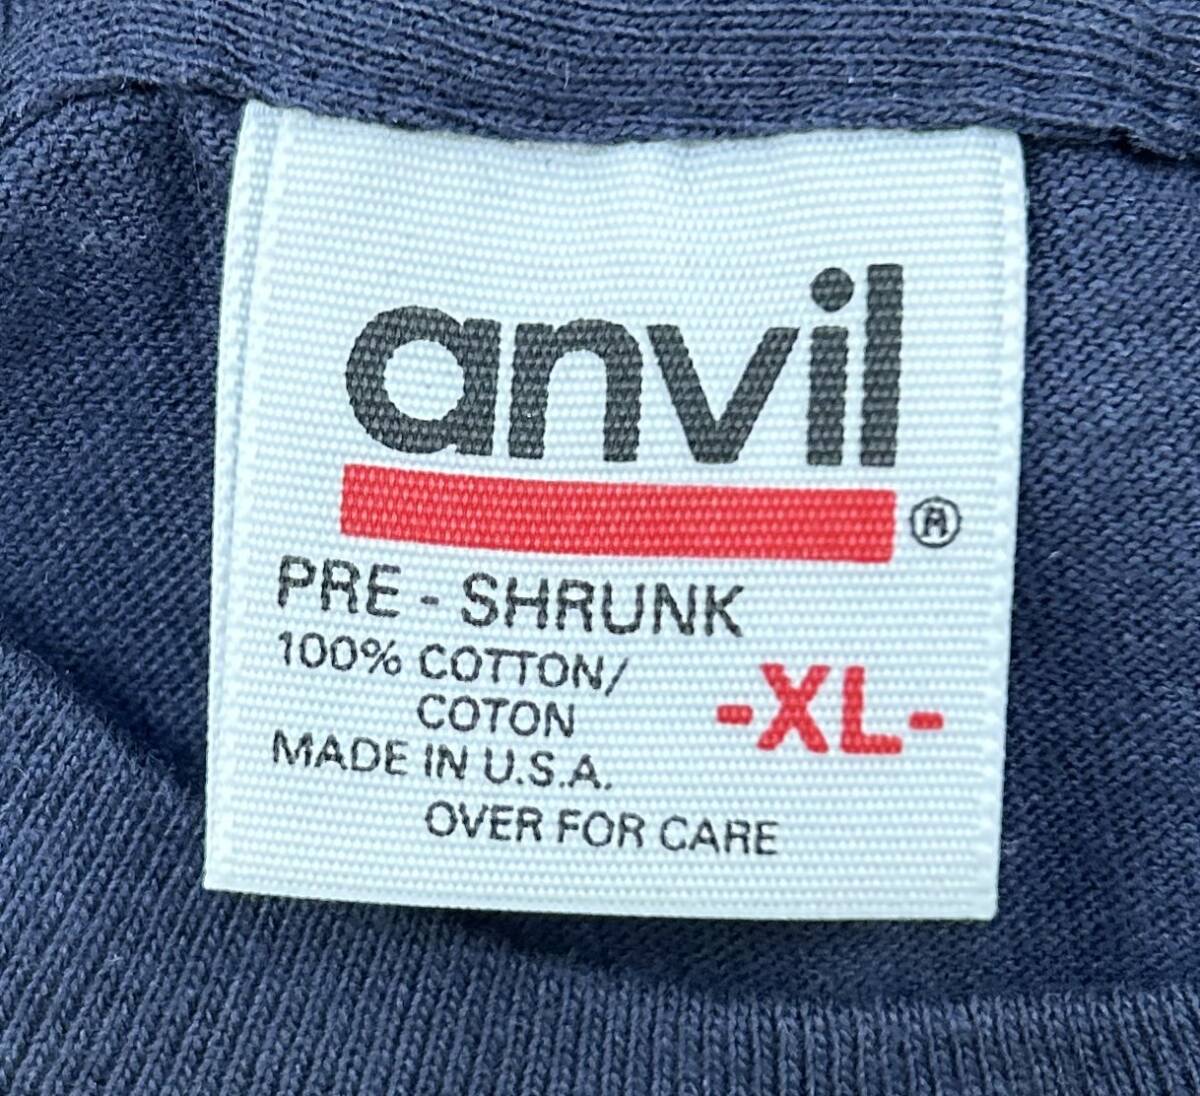 anvil
®
PRE - SHRUNK
100% COTTON/
COTON
-XL-
MADE IN U.S.A.
OVER FOR CARE